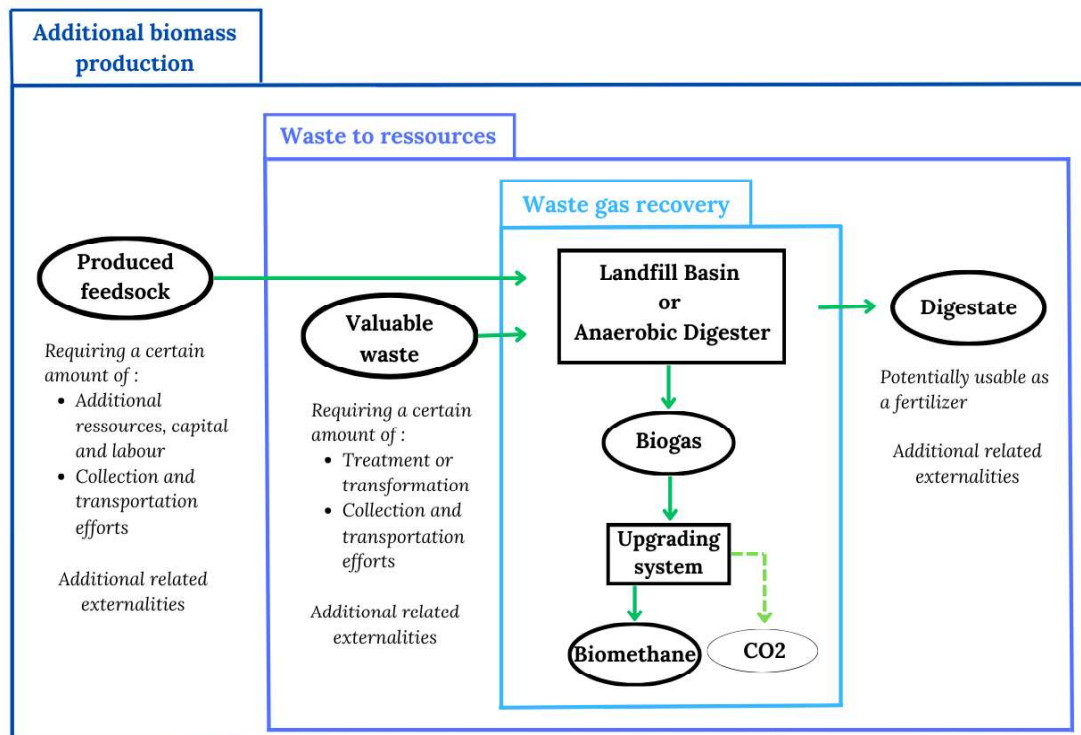 Additional biomass
production
Waste to ressources
Waste gas recovery
Produced
feedsock
Requiring a certain
amount of :
• Additional
ressources, capital
and labour
• Collection and
transportation
efforts
Additional related
externalities
Valuable
waste
Requiring a certain
amount of :
• Treatment or
transformation
• Collection and
transportation
efforts
Additional related
externalities
Landfill Basin
or
Anaerobic Digester
Biogas
Upgrading
system
Biomethane
CO2
Digestate
Potentially usable as
a fertilizer
Additional related
externalities